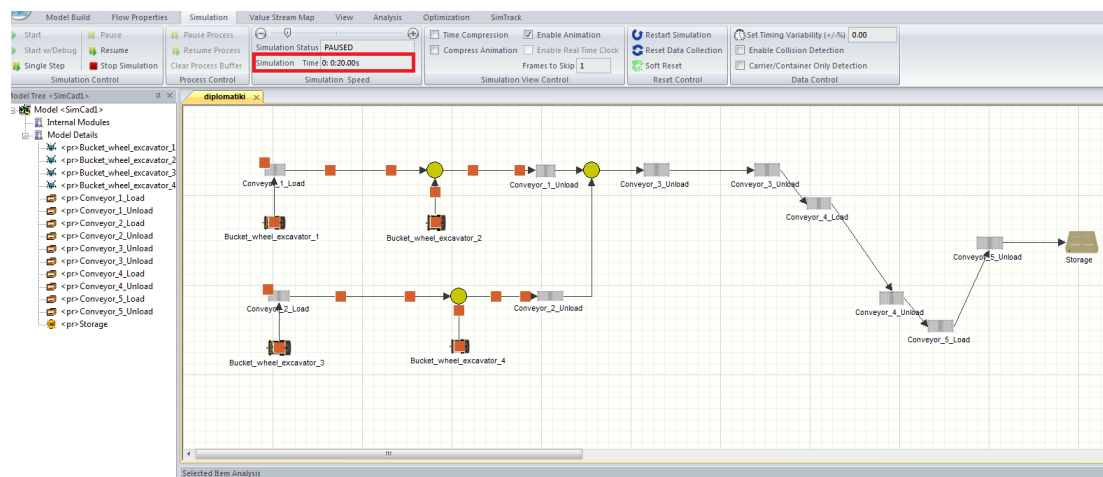 Model Build Flow Properties Simulation Value Stream Map View Analysis Optimization SimTrack
Start Pause Pause Process Time Compression Enable Animation Restart Simulation Set Timing Variability (+/-%) 0.00
Start w/Debug Resume Resume Process Simulation Status PAUSED Compress Animation Enable Real Time Clock Reset Data Collection Enable Collision Detection
Single Step Stop Simulation Clear Process Buffer Simulation Time 0: 0:20.00s Frames to Skip 1 Soft Reset Carrier/Container Only Detection
Simulation Control Process Control Simulation Speed Simulation View Control Reset Control Data Control
Model Tree <SimCad1>
diplomatiki
Model <SimCad1>
Internal Modules
Model Details
<pr>Bucket_wheel_excavator_1
<pr>Bucket_wheel_excavator_2
<pr>Bucket_wheel_excavator_3
<pr>Bucket_wheel_excavator_4
<pr>Conveyor_1_Load
<pr>Conveyor_1_Unload
<pr>Conveyor_2_Load
<pr>Conveyor_2_Unload
<pr>Conveyor_3_Unload
<pr>Conveyor_3_Unload
<pr>Conveyor_4_Load
<pr>Conveyor_4_Unload
<pr>Conveyor_5_Load
<pr>Conveyor_5_Unload
<pr>Storage
Conveyor_1_Load Conveyor_1_Unload Conveyor_3_Unload Conveyor_3_Unload
Conveyor_4_Load
Bucket_wheel_excavator_1 Bucket_wheel_excavator_2
Conveyor_5_Unload Storage
Conveyor_2_Load Conveyor_2_Unload Conveyor_4_Unload
Conveyor_5_Load
Bucket_wheel_excavator_3 Bucket_wheel_excavator_4
Selected Item Analysis